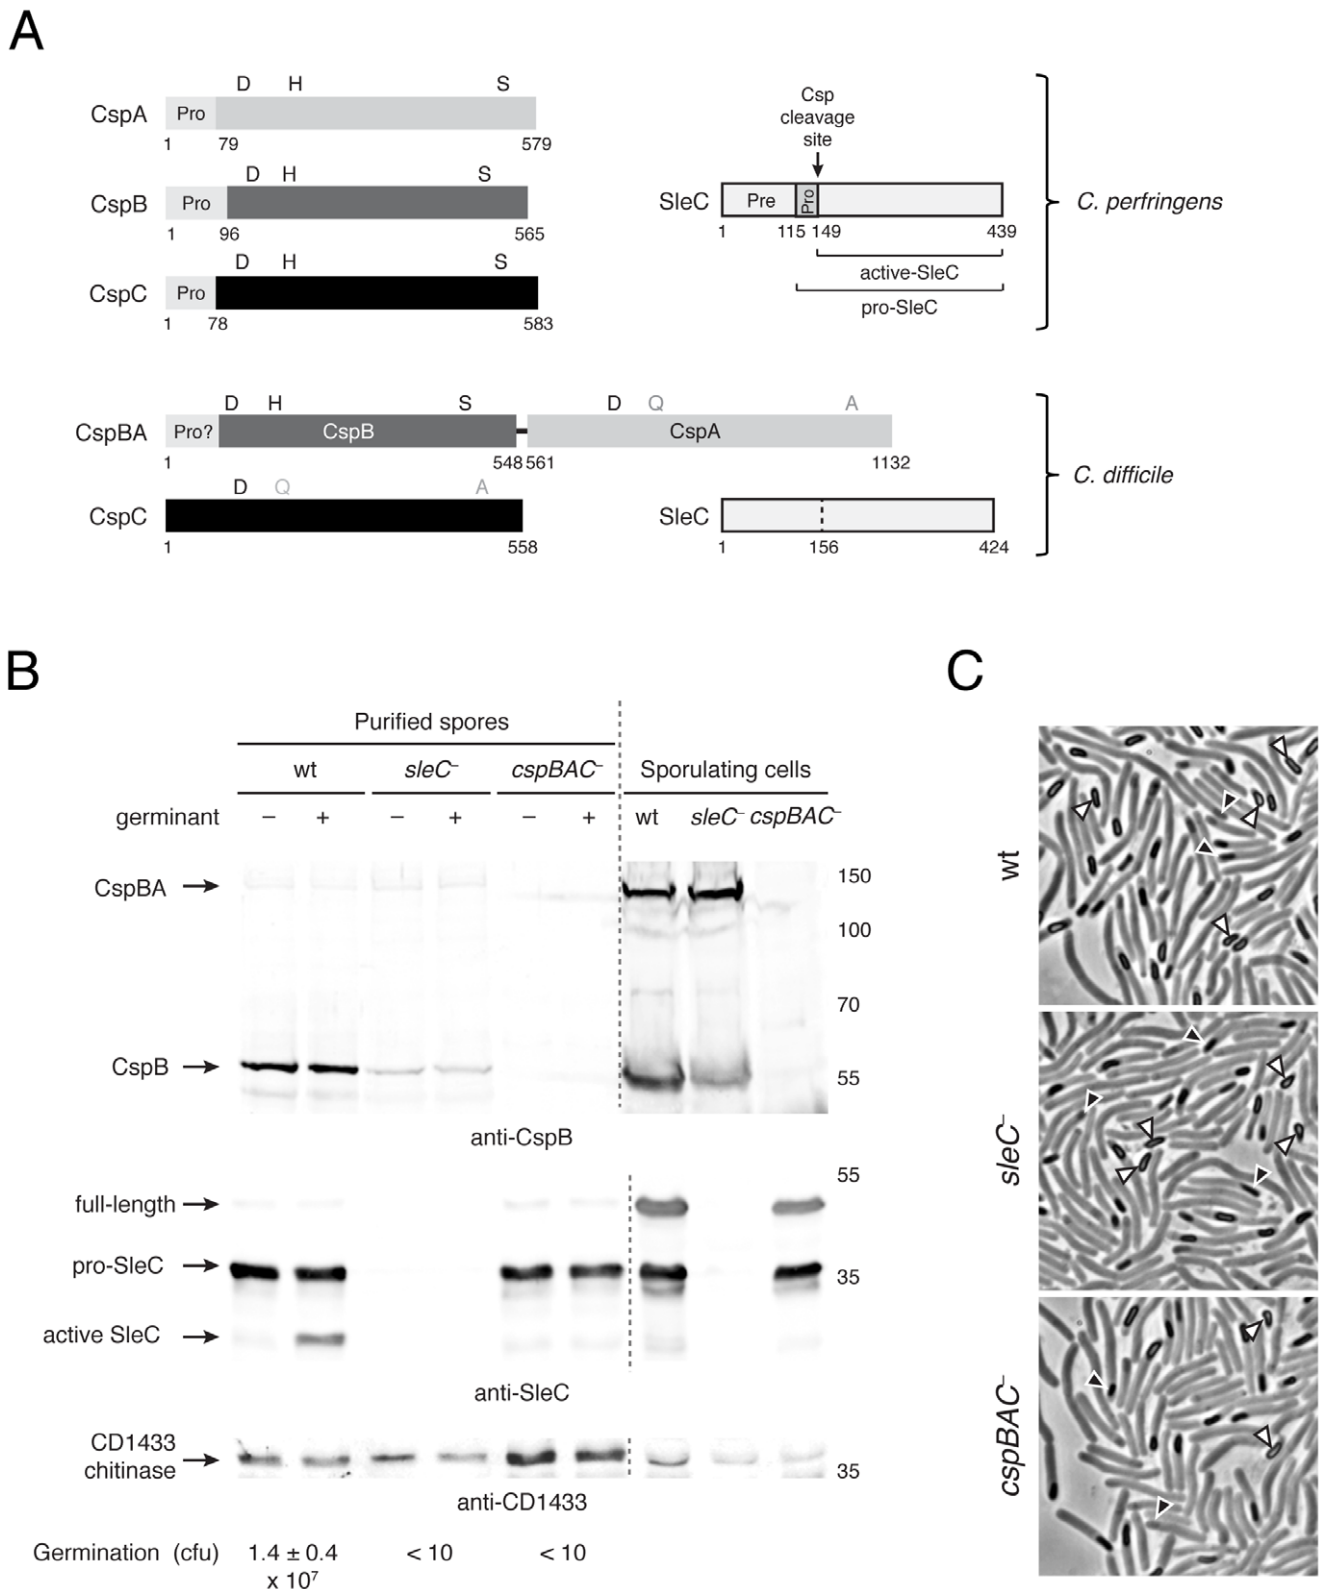 A
D H S
CspA Pro
1 79 579
D H S
CspB Pro
1 96 565
D H S
CspC Pro
1 78 583
Csp
cleavage
site
SleC Pre Pro
1 115 149 439
active-SleC
pro-SleC
C. perfringens
D H S D Q A
CspBA Pro? CspB CspA
1 548 561 1132
D Q A
CspC
1 558
SleC
1 156 424
C. difficile
B
Purified spores
wt sleC– cspBAC– Sporulating cells
germinant – + – + – + wt sleC– cspBAC–
CspBA
150
100
70
CspB
55
anti-CspB
55
full-length
pro-SleC
35
active SleC
anti-SleC
CD1433
chitinase
35
anti-CD1433
Germination (cfu) 1.4 ± 0.4 < 10 < 10
x 10⁷
C
wt
sleC–
cspBAC–